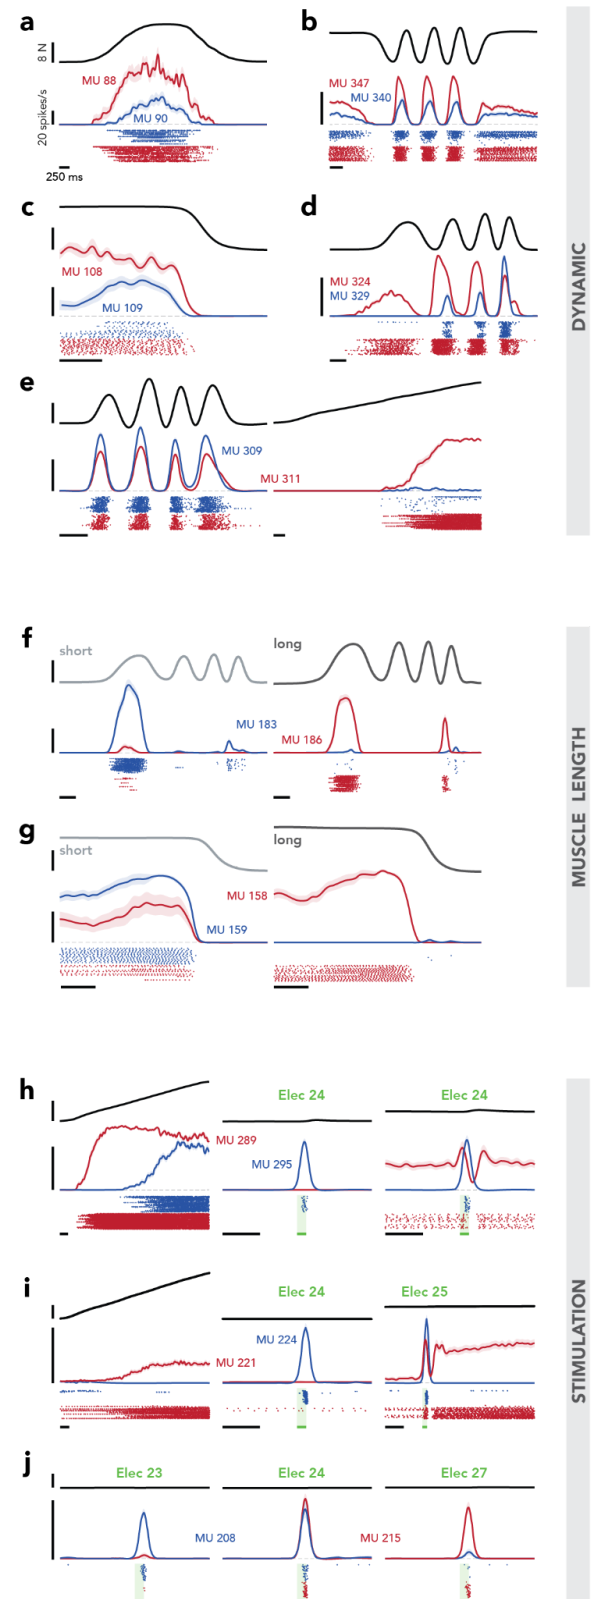 a
8 N
MU 88
MU 90
20 spikes/s
250 ms
b
MU 347
MU 340
c
MU 108
MU 109
d
MU 324
MU 329
e
MU 309
MU 311
DYNAMIC
f
short
long
MU 183
MU 186
g
short
long
MU 158
MU 159
MUSCLE LENGTH
h
Elec 24
Elec 24
MU 289
MU 295
i
Elec 24
Elec 25
MU 224
MU 221
j
Elec 23
Elec 24
Elec 27
MU 208
MU 215
STIMULATION